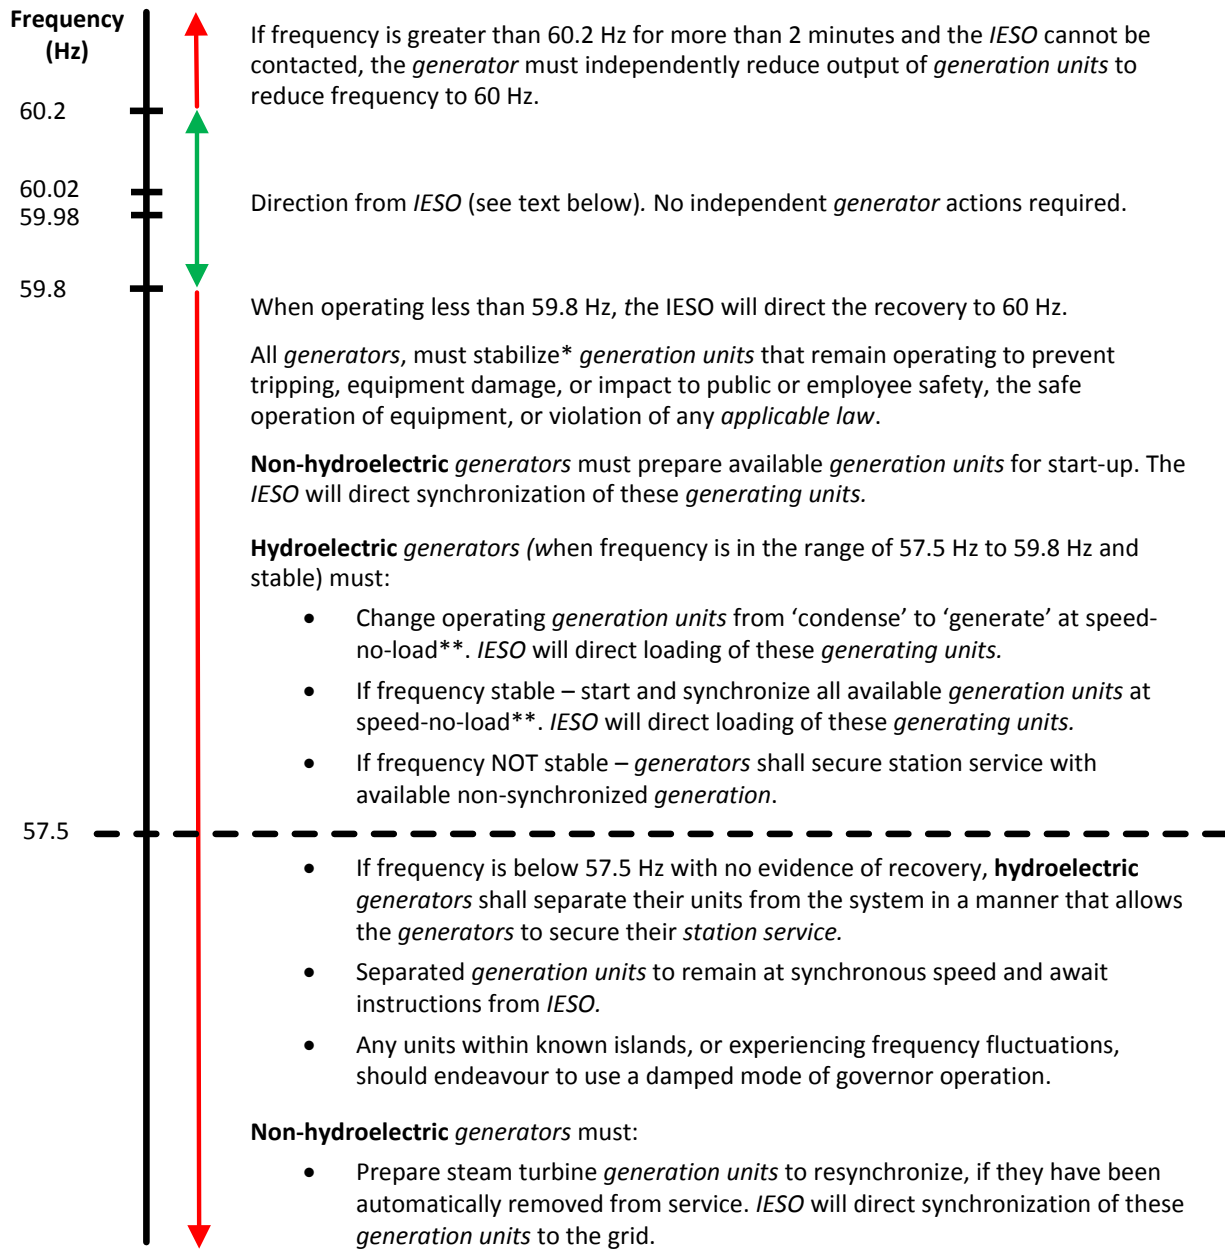 Frequency
(Hz)
If frequency is greater than 60.2 Hz for more than 2 minutes and the IESO cannot be
contacted, the generator must independently reduce output of generation units to
reduce frequency to 60 Hz.
60.2
60.02
Direction from IESO (see text below). No independent generator actions required.
59.98
59.8
When operating less than 59.8 Hz, the IESO will direct the recovery to 60 Hz.
All generators, must stabilize* generation units that remain operating to prevent
tripping, equipment damage, or impact to public or employee safety, the safe
operation of equipment, or violation of any applicable law.
Non-hydroelectric generators must prepare available generation units for start-up. The
IESO will direct synchronization of these generating units.
Hydroelectric generators (when frequency is in the range of 57.5 Hz to 59.8 Hz and
stable) must:
• Change operating generation units from ‘condense’ to ‘generate’ at speed-
no-load**. IESO will direct loading of these generating units.
• If frequency stable – start and synchronize all available generation units at
speed-no-load**. IESO will direct loading of these generating units.
• If frequency NOT stable – generators shall secure station service with
available non-synchronized generation.
57.5
• If frequency is below 57.5 Hz with no evidence of recovery, hydroelectric
generators shall separate their units from the system in a manner that allows
the generators to secure their station service.
• Separated generation units to remain at synchronous speed and await
instructions from IESO.
• Any units within known islands, or experiencing frequency fluctuations,
should endeavour to use a damped mode of governor operation.
Non-hydroelectric generators must:
• Prepare steam turbine generation units to resynchronize, if they have been
automatically removed from service. IESO will direct synchronization of these
generation units to the grid.